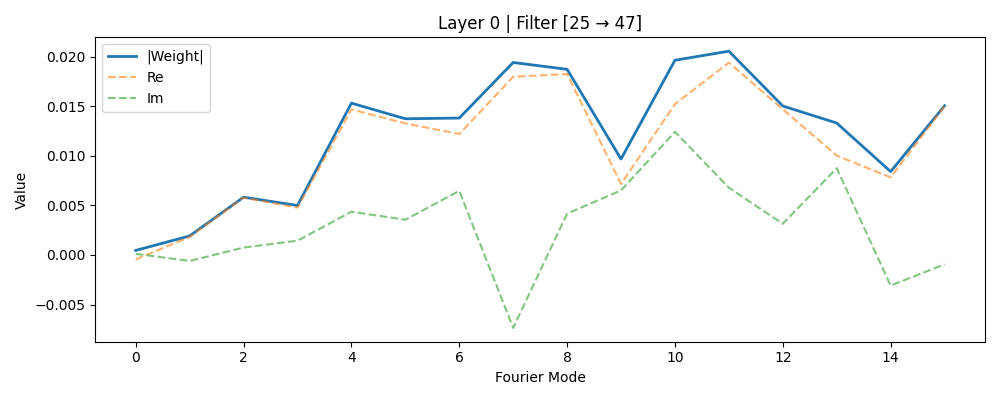 Layer 0 | Filter [25 → 47]
|Weight|
Re
Im
0.020
0.015
0.010
0.005
0.000
−0.005
Value
0 2 4 6 8 10 12 14
Fourier Mode